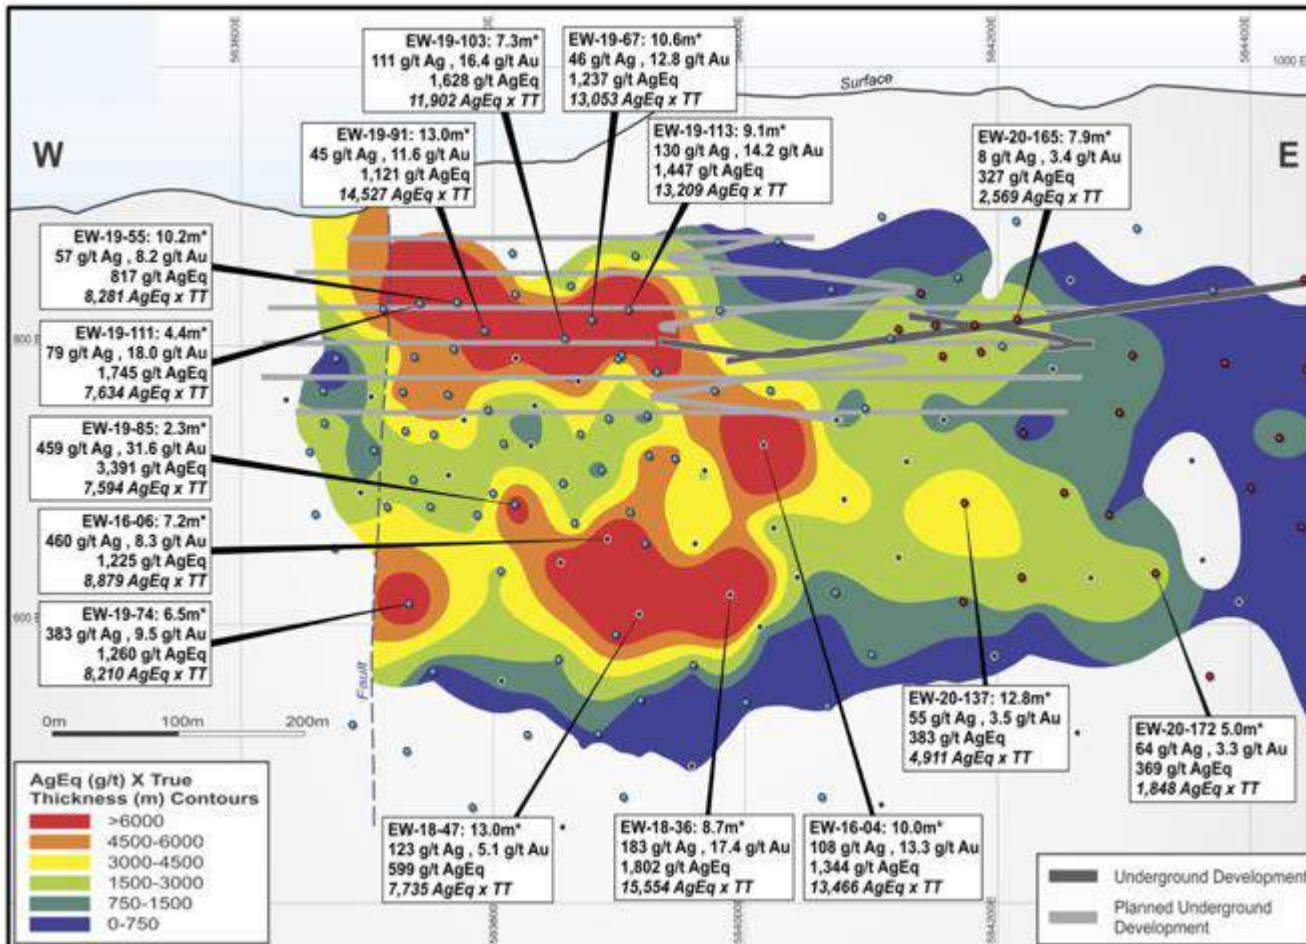 583600E
584200E
584400E
1000 E
Surface
W
E
EW-19-103: 7.3m*
111 g/t Ag , 16.4 g/t Au
1,628 g/t AgEq
11,902 AgEq x TT
EW-19-67: 10.6m*
46 g/t Ag , 12.8 g/t Au
1,237 g/t AgEq
13,053 AgEq x TT
EW-19-91: 13.0m*
45 g/t Ag , 11.6 g/t Au
1,121 g/t AgEq
14,527 AgEq x TT
EW-19-113: 9.1m*
130 g/t Ag , 14.2 g/t Au
1,447 g/t AgEq
13,209 AgEq x TT
EW-20-165: 7.9m*
8 g/t Ag , 3.4 g/t Au
327 g/t AgEq
2,569 AgEq x TT
EW-19-55: 10.2m*
57 g/t Ag , 8.2 g/t Au
817 g/t AgEq
8,281 AgEq x TT
EW-19-111: 4.4m*
79 g/t Ag , 18.0 g/t Au
1,745 g/t AgEq
7,634 AgEq x TT
EW-19-85: 2.3m*
459 g/t Ag , 31.6 g/t Au
3,391 g/t AgEq
7,594 AgEq x TT
EW-16-06: 7.2m*
460 g/t Ag , 8.3 g/t Au
1,225 g/t AgEq
8,879 AgEq x TT
EW-19-74: 6.5m*
383 g/t Ag , 9.5 g/t Au
1,260 g/t AgEq
8,210 AgEq x TT
Fault
0m 100m 200m
EW-20-137: 12.8m*
55 g/t Ag , 3.5 g/t Au
383 g/t AgEq
4,911 AgEq x TT
EW-20-172 5.0m*
64 g/t Ag , 3.3 g/t Au
369 g/t AgEq
1,848 AgEq x TT
EW-18-47: 13.0m*
123 g/t Ag , 5.1 g/t Au
599 g/t AgEq
7,735 AgEq x TT
EW-18-36: 8.7m*
183 g/t Ag , 17.4 g/t Au
1,802 g/t AgEq
15,554 AgEq x TT
EW-16-04: 10.0m*
108 g/t Ag , 13.3 g/t Au
1,344 g/t AgEq
13,466 AgEq x TT
AgEq (g/t) X True
Thickness (m) Contours
>6000
4500-6000
3000-4500
1500-3000
750-1500
0-750
Underground Development
Planned Underground
Development
583800E
584000E
584200E